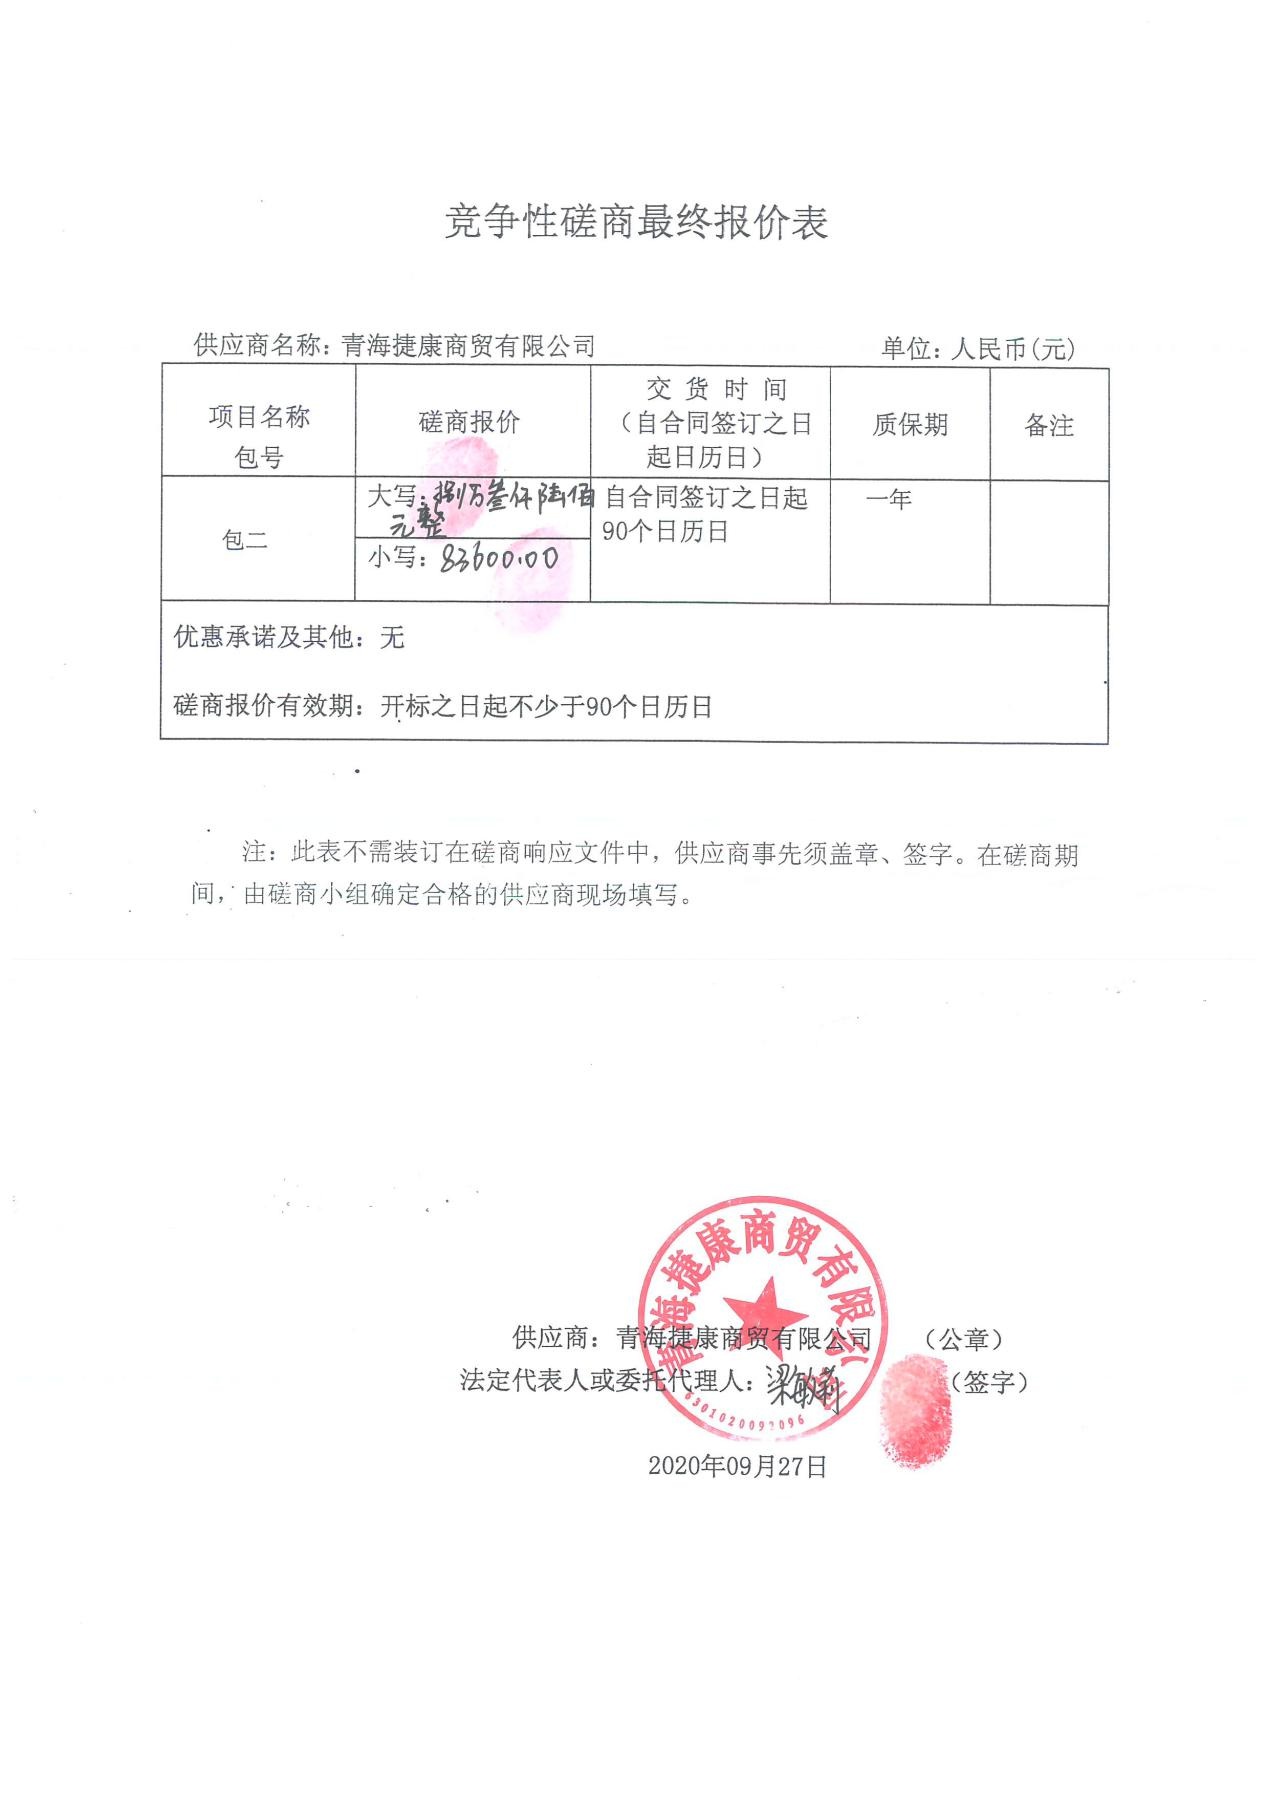 竞争性磋商最终报价表
供应商名称：青海捷康商贸有限公司 单位：人民币(元)
项目名称
包号
磋商报价
交 货 时 间
（自合同签订之日
起日历日）
质保期
备注
包二
大写：捌万叁仟陆佰
元整
小写：83600.00
自合同签订之日起
90个日历日
一年
优惠承诺及其他：无
磋商报价有效期：开标之日起不少于90个日历日
注：此表不需装订在磋商响应文件中，供应商事先须盖章、签字。在磋商期
间，由磋商小组确定合格的供应商现场填写。
青海捷康商贸有限公司
供应商：青海捷康商贸有限公司 （公章）
法定代表人或委托代理人： （签字）
2020年09月27日